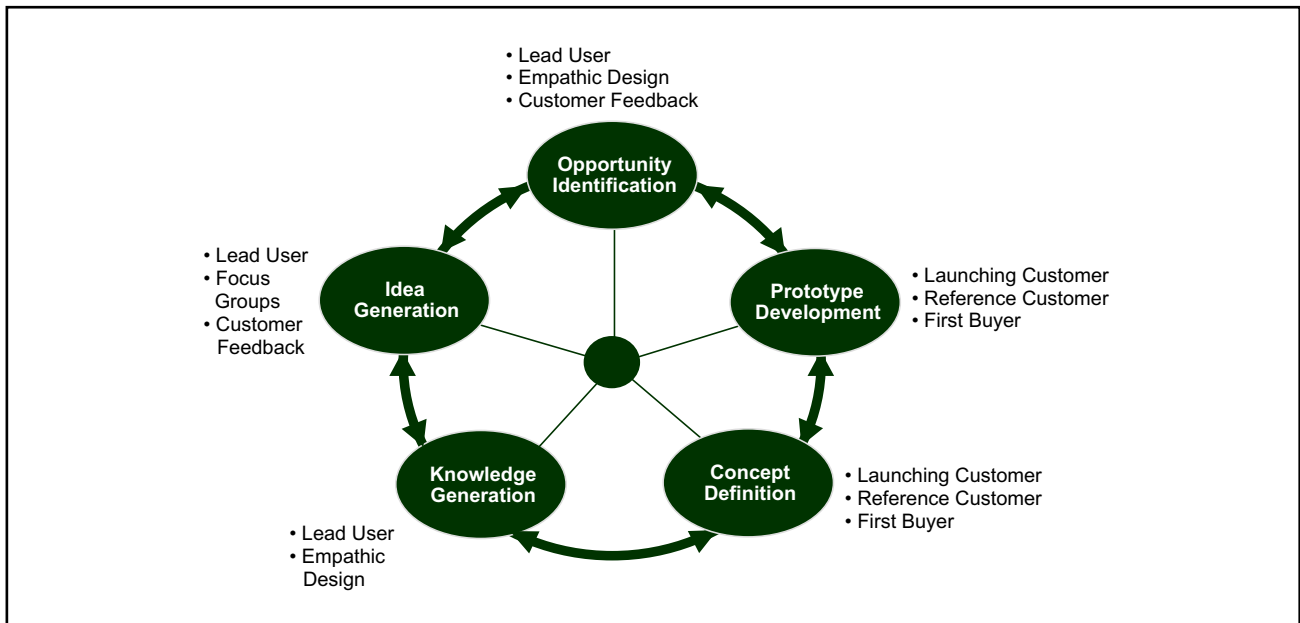 • Lead User
• Empathic Design
• Customer Feedback
Opportunity
Identification
• Lead User
• Focus
Groups
• Customer
Feedback
Idea
Generation
Prototype
Development
• Launching Customer
• Reference Customer
• First Buyer
Knowledge
Generation
• Lead User
• Empathic
Design
Concept
Definition
• Launching Customer
• Reference Customer
• First Buyer